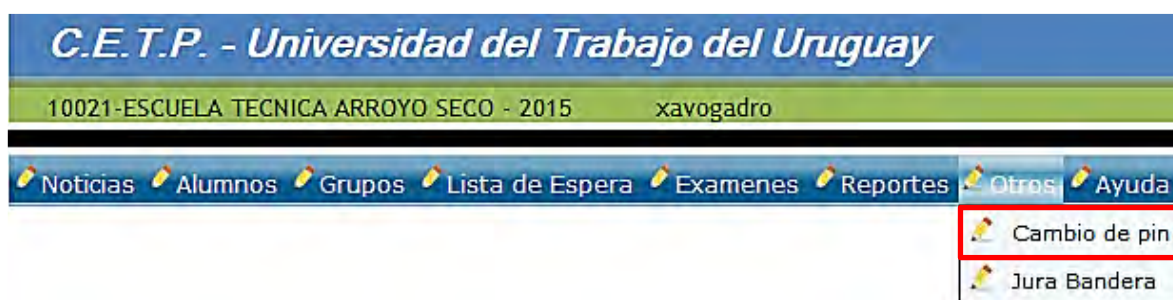 C.E.T.P. - Universidad del Trabajo del Uruguay
10021-ESCUELA TECNICA ARROYO SECO - 2015 xavogadro
Noticias Alumnos Grupos Lista de Espera Examenes Reportes Otros Ayuda
Cambio de pin
Jura Bandera